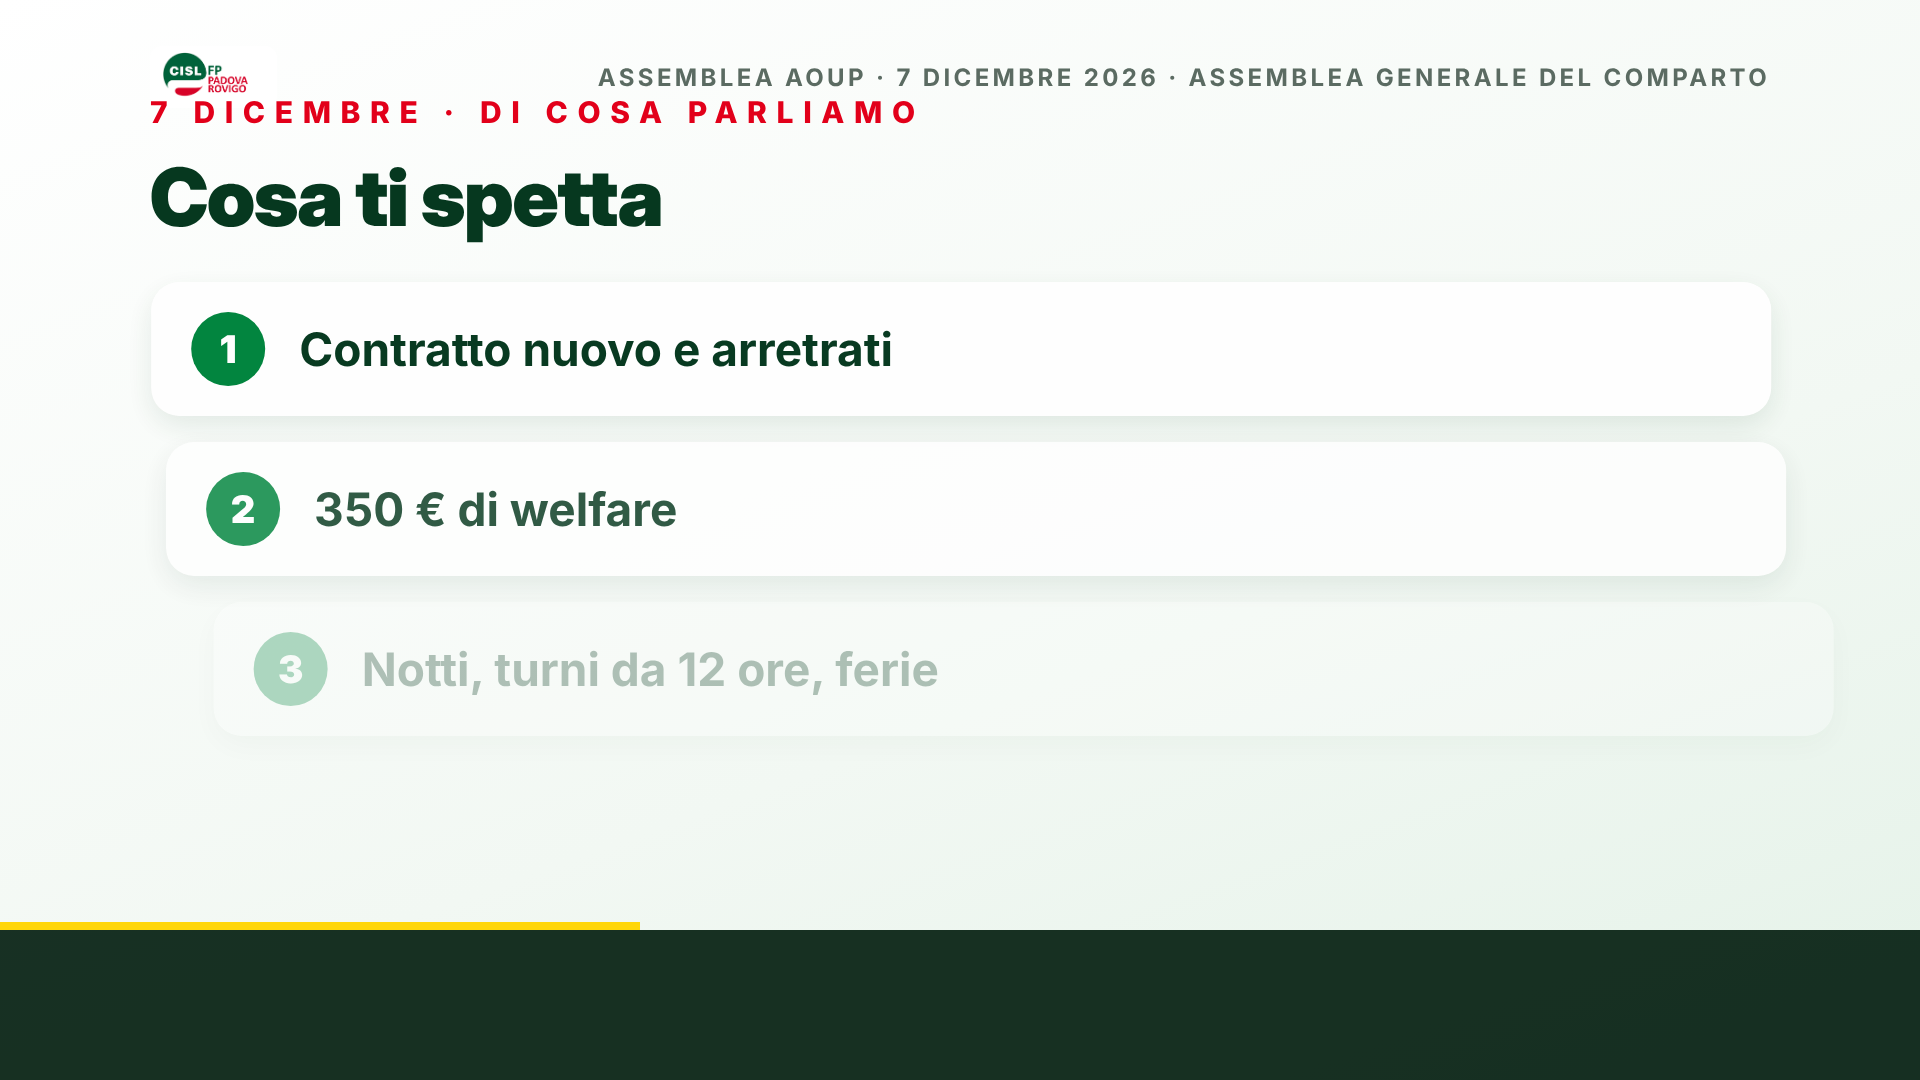 CISL FP
PADOVA
ROVIGO
ASSEMBLEA AOUP · 7 DICEMBRE 2026 · ASSEMBLEA GENERALE DEL COMPARTO
7 DICEMBRE · DI COSA PARLIAMO
Cosa ti spetta
1 Contratto nuovo e arretrati
2 350 € di welfare
3 Notti, turni da 12 ore, ferie